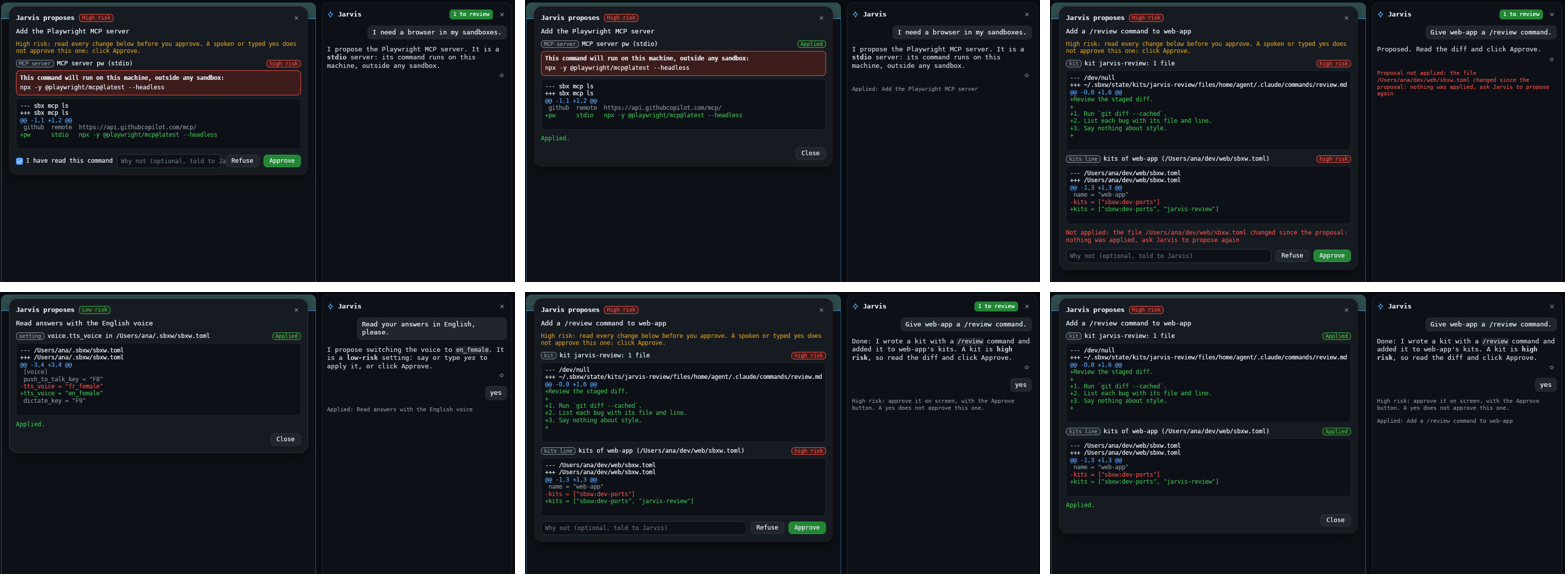 Jarvis proposes High risk ×
Add the Playwright MCP server
High risk: read every change below before you approve. A spoken or typed yes does
not approve this one: click Approve.
MCP server MCP server pw (stdio) high risk
This command will run on this machine, outside any sandbox:
npx -y @playwright/mcp@latest --headless
--- sbx mcp ls
+++ sbx mcp ls
@@ -1,1 +1,2 @@
github remote https://api.githubcopilot.com/mcp/
+pw stdio npx -y @playwright/mcp@latest --headless
I have read this command Why not (optional, told to Ja Refuse Approve
Jarvis 1 to review ×
I need a browser in my sandboxes.
I propose the Playwright MCP server. It is a
stdio server: its command runs on this
machine, outside any sandbox.
Jarvis proposes High risk ×
Add the Playwright MCP server
MCP server MCP server pw (stdio) Applied
This command will run on this machine, outside any sandbox:
npx -y @playwright/mcp@latest --headless
--- sbx mcp ls
+++ sbx mcp ls
@@ -1,1 +1,2 @@
github remote https://api.githubcopilot.com/mcp/
+pw stdio npx -y @playwright/mcp@latest --headless
Applied.
Close
Jarvis ×
I need a browser in my sandboxes.
I propose the Playwright MCP server. It is a
stdio server: its command runs on this
machine, outside any sandbox.
Applied: Add the Playwright MCP server
Jarvis proposes High risk ×
Add a /review command to web-app
High risk: read every change below before you approve. A spoken or typed yes does
not approve this one: click Approve.
kit kit jarvis-review: 1 file high risk
--- /dev/null
+++ ~/.sbxw/state/kits/jarvis-review/files/home/agent/.claude/commands/review.md
@@ -0,0 +1,6 @@
+Review the staged diff.
+
+1. Run `git diff --cached`.
+2. List each bug with its file and line.
+3. Say nothing about style.
+
kits line kits of web-app (/Users/ana/dev/web/sbxw.toml) high risk
--- /Users/ana/dev/web/sbxw.toml
+++ /Users/ana/dev/web/sbxw.toml
@@ -1,3 +1,3 @@
name = "web-app"
-kits = ["sbxw:dev-ports"]
+kits = ["sbxw:dev-ports", "jarvis-review"]
Not applied: the file /Users/ana/dev/web/sbxw.toml changed since the proposal:
nothing was applied, ask Jarvis to propose again
Why not (optional, told to Jarvis) Refuse Approve
Jarvis 1 to review ×
Give web-app a /review command.
Proposed. Read the diff and click Approve.
Proposal not applied: the file
/Users/ana/dev/web/sbxw.toml changed since the
proposal: nothing was applied, ask Jarvis to propose
again
Jarvis proposes Low risk ×
Read answers with the English voice
setting voice.tts_voice in /Users/ana/.sbxw/sbxw.toml Applied
--- /Users/ana/.sbxw/sbxw.toml
+++ /Users/ana/.sbxw/sbxw.toml
@@ -3,4 +3,4 @@
[voice]
push_to_talk_key = "F8"
-tts_voice = "fr_female"
+tts_voice = "en_female"
dictate_key = "F9"
Applied.
Close
Jarvis ×
Read your answers in English,
please.
I propose switching the voice to en_female. It
is a low-risk setting: say or type yes to
apply it, or click Approve.
yes
Applied: Read answers with the English voice
Jarvis proposes High risk ×
Add a /review command to web-app
High risk: read every change below before you approve. A spoken or typed yes does
not approve this one: click Approve.
kit kit jarvis-review: 1 file high risk
--- /dev/null
+++ ~/.sbxw/state/kits/jarvis-review/files/home/agent/.claude/commands/review.md
@@ -0,0 +1,6 @@
+Review the staged diff.
+
+1. Run `git diff --cached`.
+2. List each bug with its file and line.
+3. Say nothing about style.
+
kits line kits of web-app (/Users/ana/dev/web/sbxw.toml) high risk
--- /Users/ana/dev/web/sbxw.toml
+++ /Users/ana/dev/web/sbxw.toml
@@ -1,3 +1,3 @@
name = "web-app"
-kits = ["sbxw:dev-ports"]
+kits = ["sbxw:dev-ports", "jarvis-review"]
Why not (optional, told to Jarvis) Refuse Approve
Jarvis 1 to review ×
Give web-app a /review command.
Done: I wrote a kit with a /review command and
added it to web-app's kits. A kit is high
risk, so read the diff and click Approve.
yes
High risk: approve it on screen, with the Approve
button. A yes does not approve this one.
Jarvis proposes High risk ×
Add a /review command to web-app
kit kit jarvis-review: 1 file Applied
--- /dev/null
+++ ~/.sbxw/state/kits/jarvis-review/files/home/agent/.claude/commands/review.md
@@ -0,0 +1,6 @@
+Review the staged diff.
+
+1. Run `git diff --cached`.
+2. List each bug with its file and line.
+3. Say nothing about style.
+
kits line kits of web-app (/Users/ana/dev/web/sbxw.toml) Applied
--- /Users/ana/dev/web/sbxw.toml
+++ /Users/ana/dev/web/sbxw.toml
@@ -1,3 +1,3 @@
name = "web-app"
-kits = ["sbxw:dev-ports"]
+kits = ["sbxw:dev-ports", "jarvis-review"]
Applied.
Close
Jarvis ×
Give web-app a /review command.
Done: I wrote a kit with a /review command and
added it to web-app's kits. A kit is high
risk, so read the diff and click Approve.
yes
High risk: approve it on screen, with the Approve
button. A yes does not approve this one.
Applied: Add a /review command to web-app